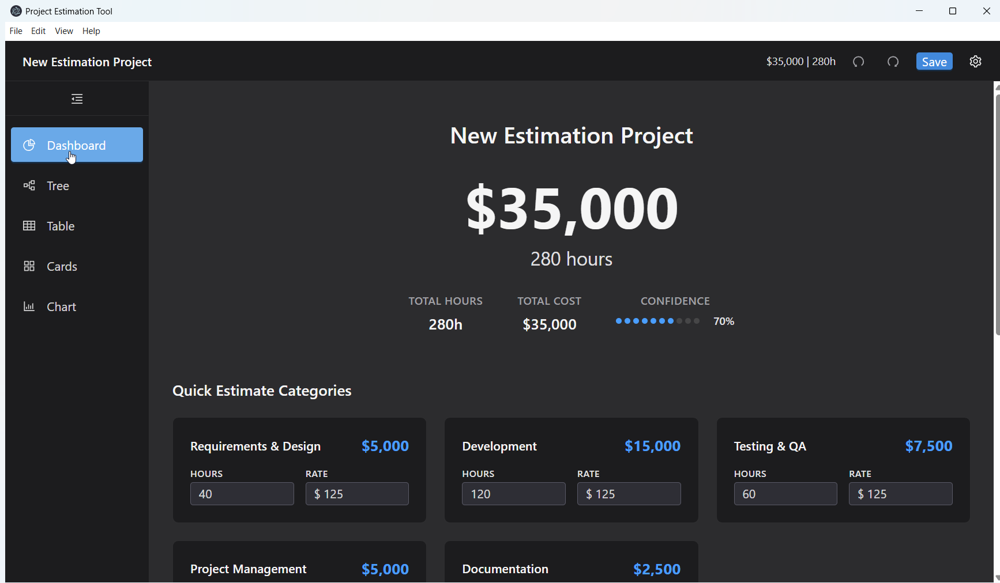 Project Estimation Tool
File Edit View Help
New Estimation Project
$35,000 | 280h
Save
Dashboard
Tree
Table
Cards
Chart
New Estimation Project
$35,000
280 hours
TOTAL HOURS
280h
TOTAL COST
$35,000
CONFIDENCE
70%
Quick Estimate Categories
Requirements & Design $5,000
HOURS RATE
40 $ 125
Development $15,000
HOURS RATE
120 $ 125
Testing & QA $7,500
HOURS RATE
60 $ 125
Project Management $5,000
Documentation $2,500